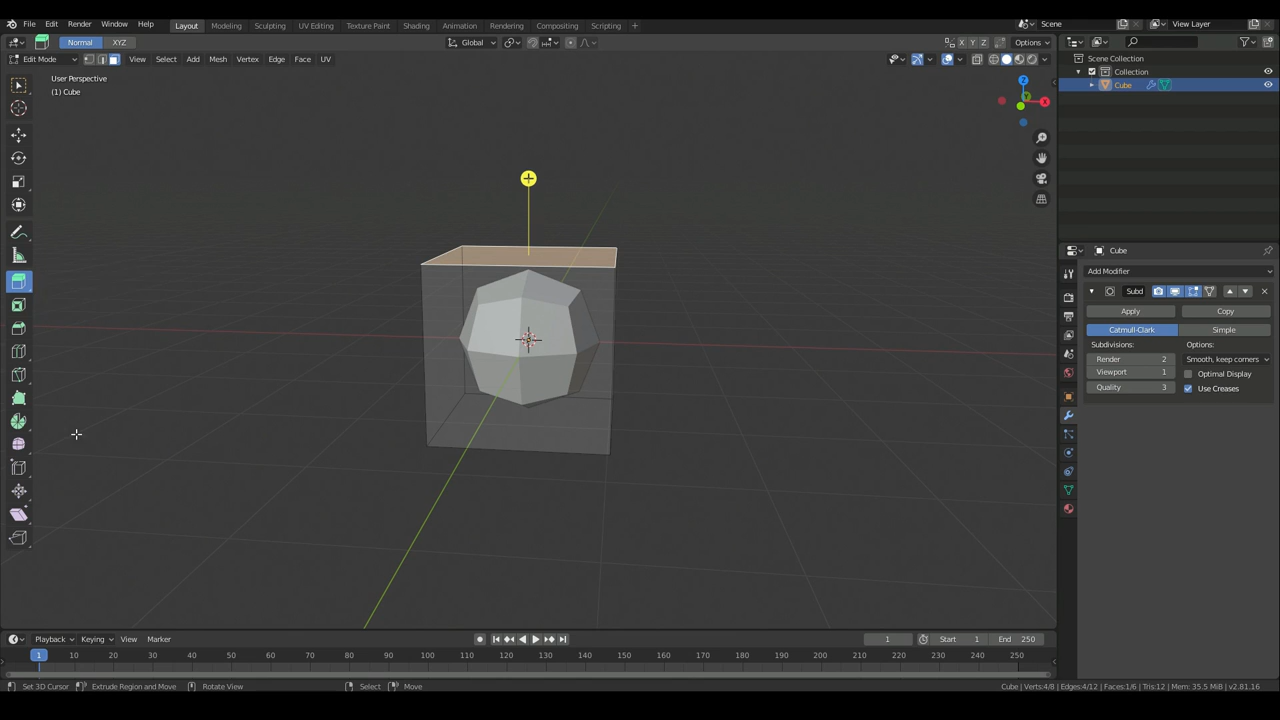 File Edit Render Window Help Layout Modeling Sculpting UV Editing Texture Paint Shading Animation Rendering Compositing Scripting + Scene View Layer
Normal XYZ Global X Y Z Options
Edit Mode View Select Add Mesh Vertex Edge Face UV
User Perspective
(1) Cube
Z
Y
X
Scene Collection
Collection
Cube
Cube
Add Modifier
Subd
Apply Copy
Catmull-Clark Simple
Subdivisions: Options:
Render 2 Smooth, keep corners
Viewport 1 Optimal Display
Quality 3 Use Creases
Playback Keying View Marker 1 Start 1 End 250
1 10 20 30 40 50 60 70 80 90 100 110 120 130 140 150 160 170 180 190 200 210 220 230 240 250
Set 3D Cursor Extrude Region and Move Rotate View Select Move Cube | Verts:4/8 | Edges:4/12 | Faces:1/6 | Tris:12 | Mem: 35.5 MiB | v2.81.16